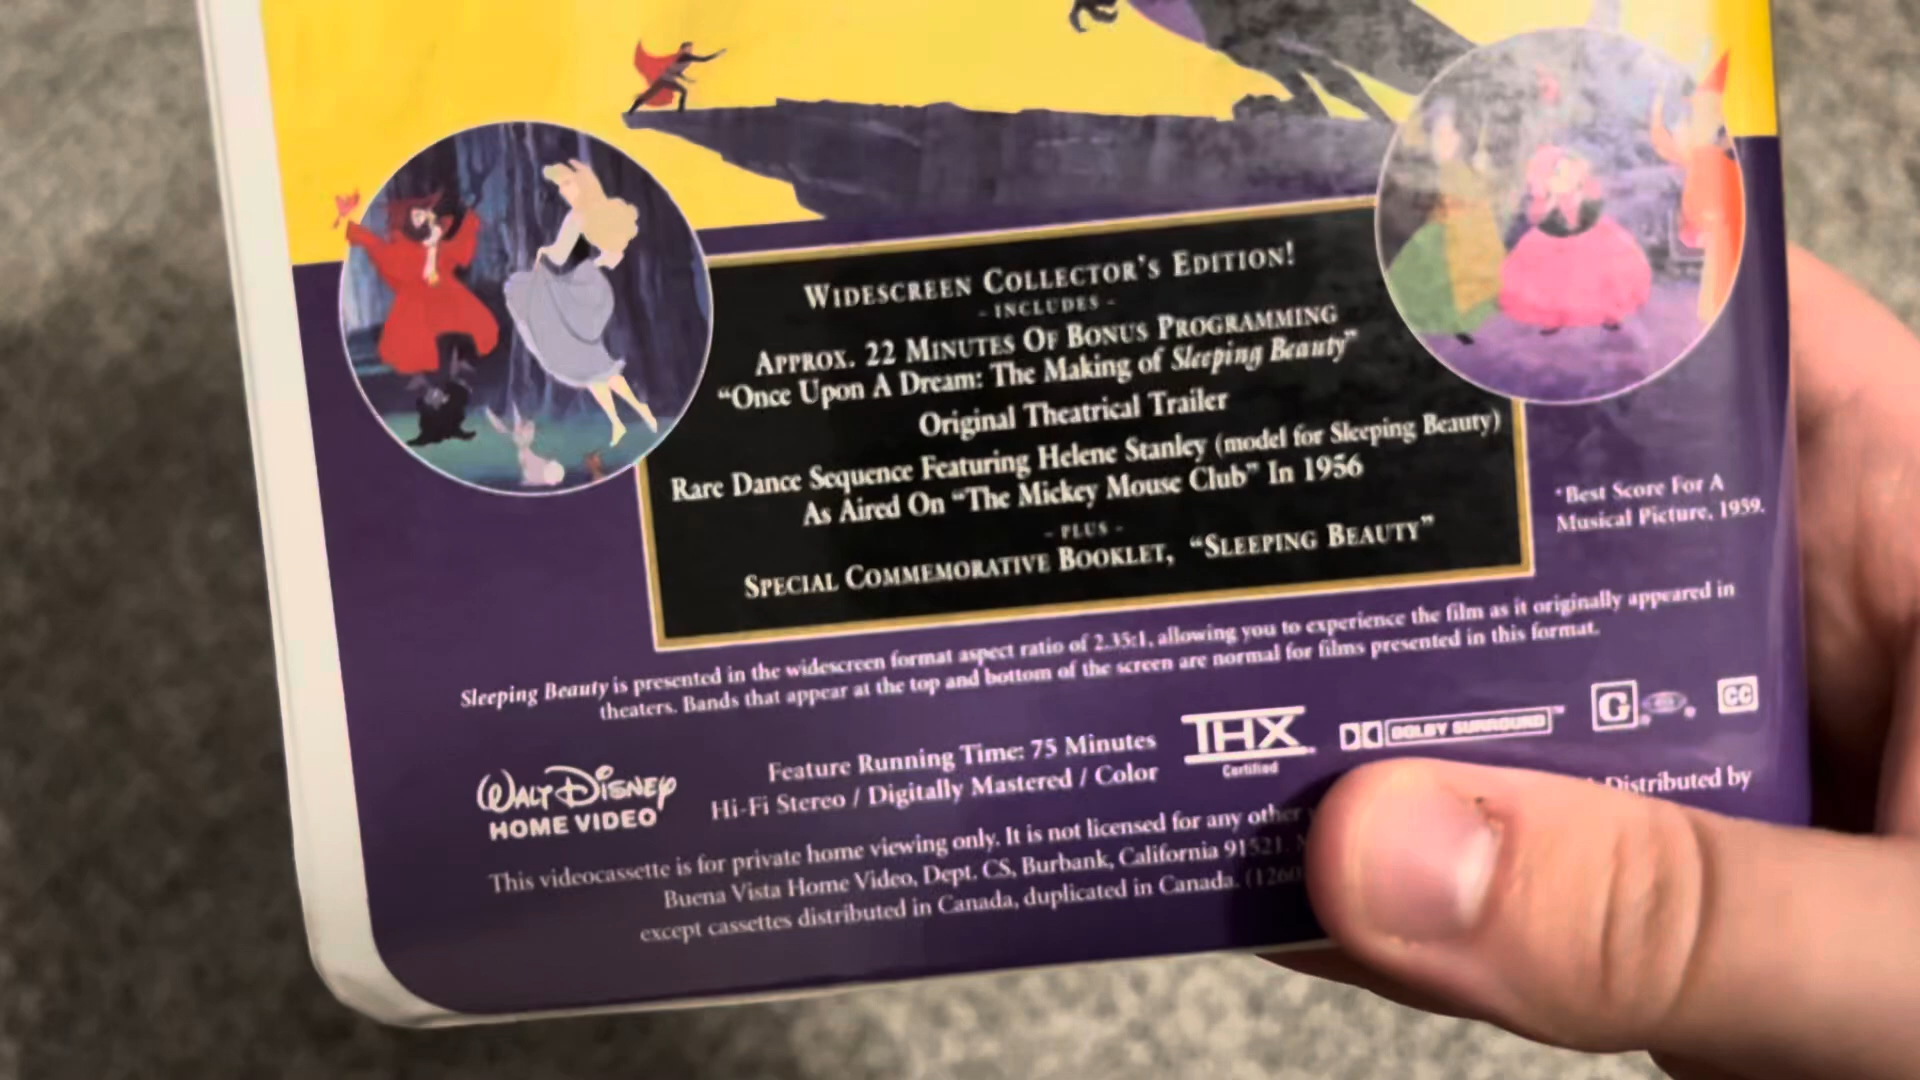 WIDESCREEN COLLECTOR'S EDITION!
- INCLUDES -
APPROX. 22 MINUTES OF BONUS PROGRAMMING
“Once Upon A Dream: The Making of Sleeping Beauty”
Original Theatrical Trailer
Rare Dance Sequence Featuring Helene Stanley (model for Sleeping Beauty)
As Aired On “The Mickey Mouse Club” In 1956
- PLUS -
SPECIAL COMMEMORATIVE BOOKLET, “SLEEPING BEAUTY”
*Best Score For A
Musical Picture, 1959.
Sleeping Beauty is presented in the widescreen format aspect ratio of 2.35:1, allowing you to experience the film as it originally appeared in
theaters. Bands that appear at the top and bottom of the screen are normal for films presented in this format.
WALT DISNEY
HOME VIDEO
Feature Running Time: 75 Minutes
Hi-Fi Stereo / Digitally Mastered / Color
THX
Certified
DOLBY SURROUND™
G
CC
This videocassette is for private home viewing only. It is not licensed for any other
Distributed by
Buena Vista Home Video, Dept. CS, Burbank, California 91521.
except cassettes distributed in Canada, duplicated in Canada. (1260